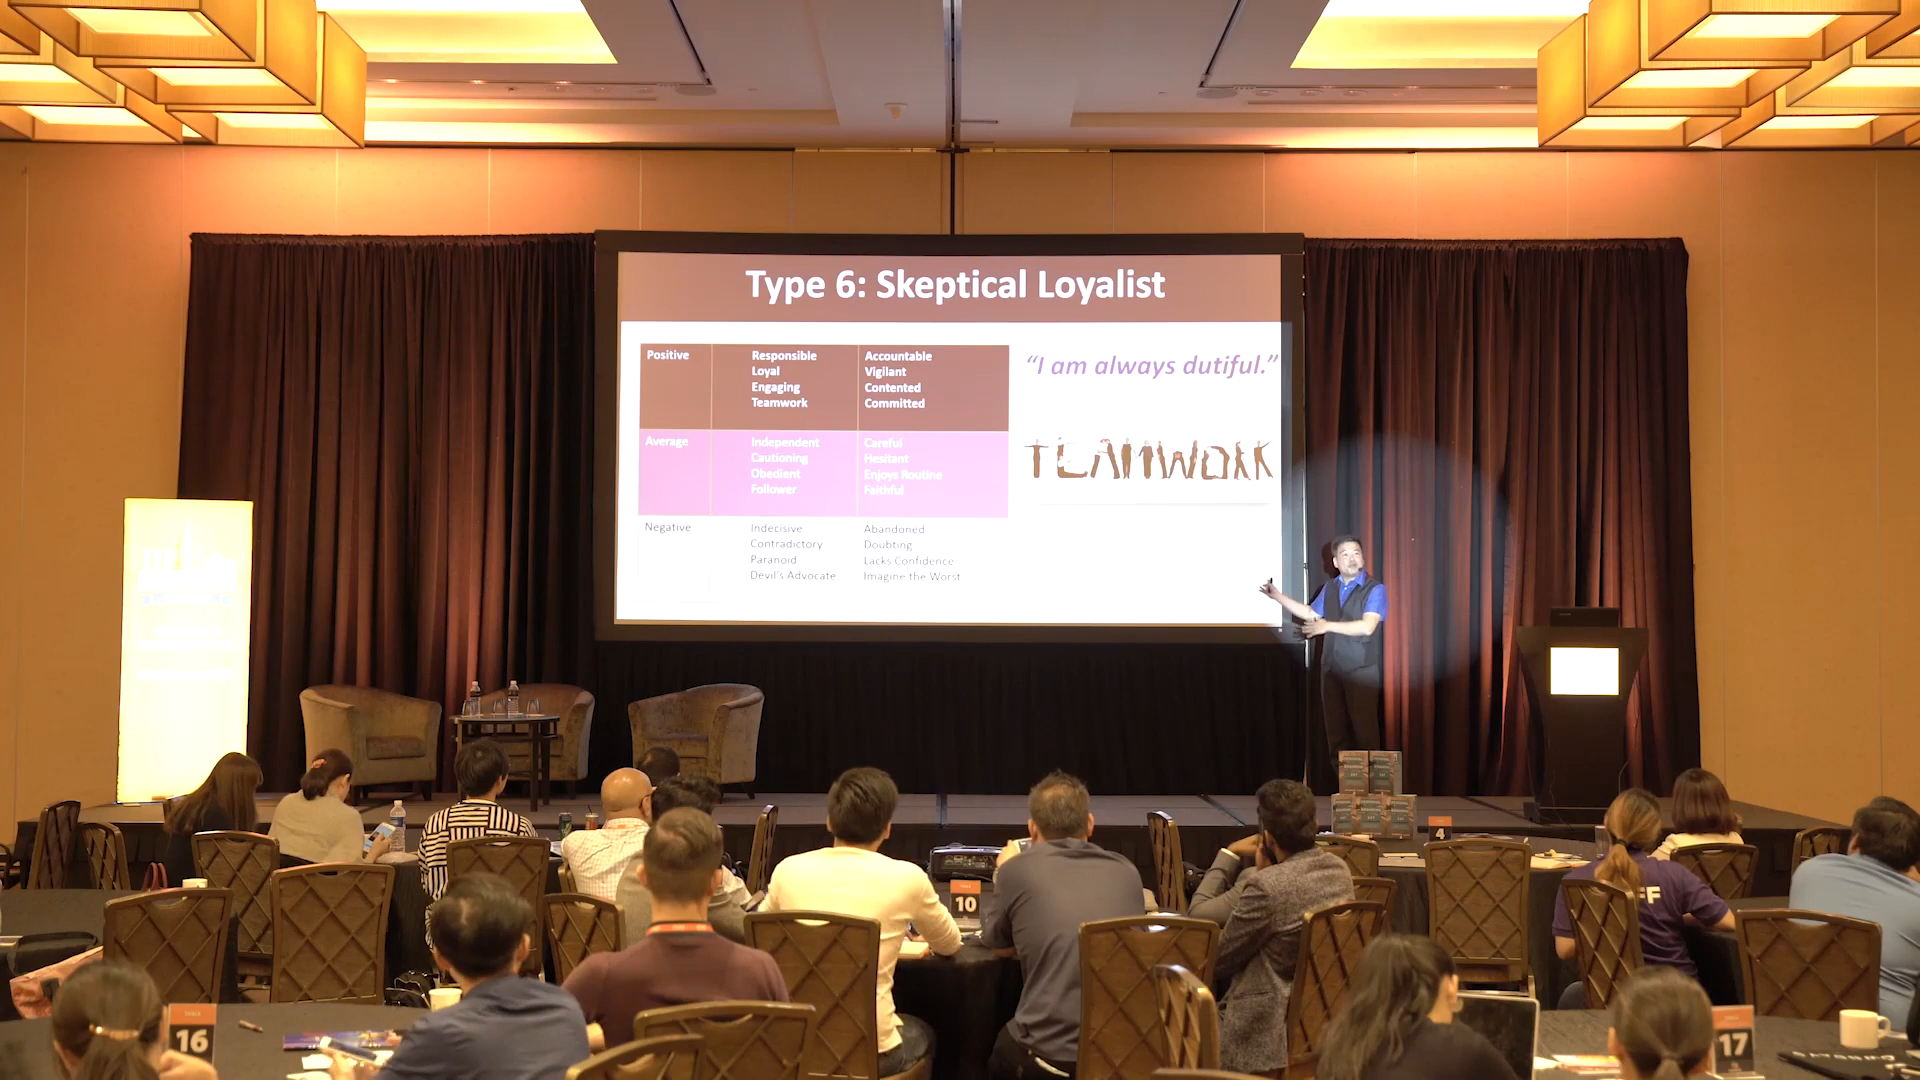 Type 6: Skeptical Loyalist
Positive
Responsible
Loyal
Engaging
Teamwork
Accountable
Vigilant
Contented
Committed
Average
Independent
Cautioning
Obedient
Follower
Careful
Hesitant
Enjoys Routine
Faithful
Negative
Indecisive
Contradictory
Paranoid
Devil's Advocate
Abandoned
Doubting
Lacks Confidence
Imagine the Worst
“I am always dutiful.”
TEAMWORK
4
10
16
17